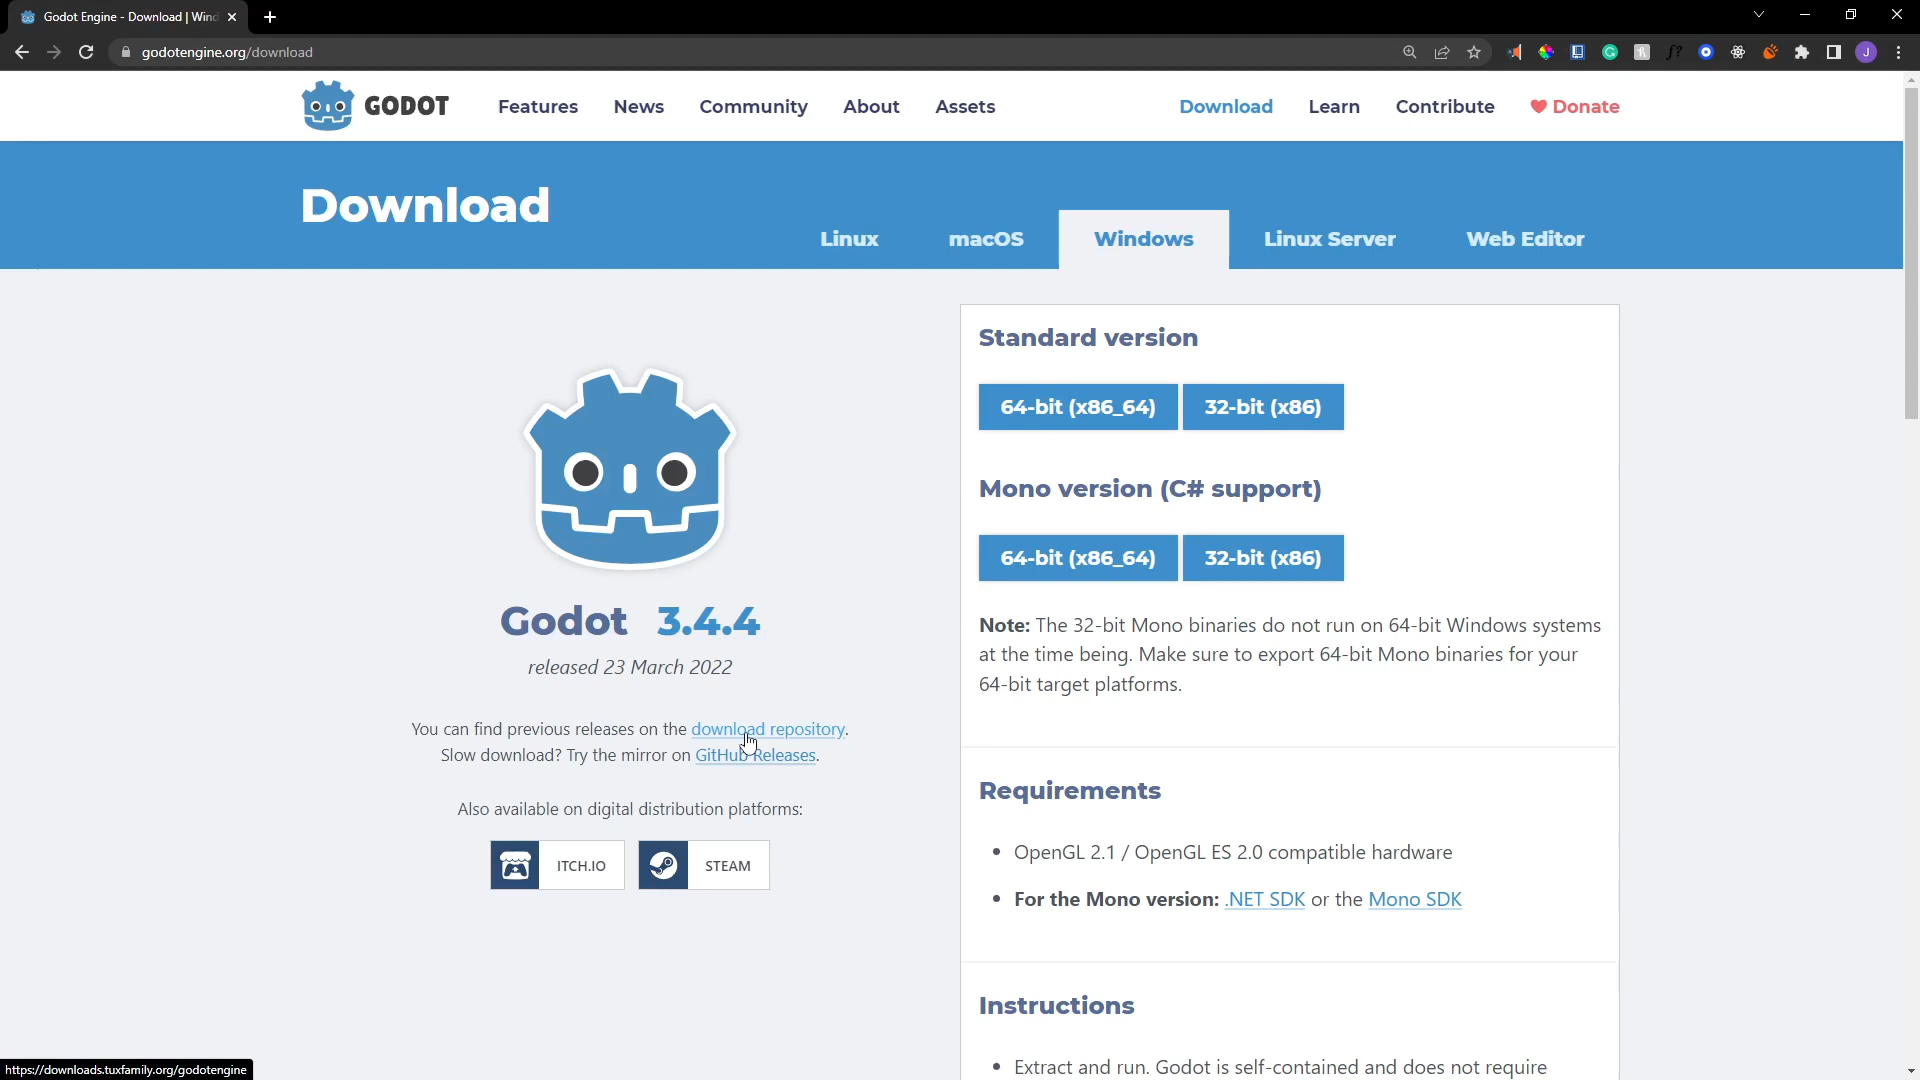 Godot Engine - Download | Wind
godotengine.org/download
J
GODOT
Features
News
Community
About
Assets
Download
Learn
Contribute
Donate
Download
Linux
macOS
Windows
Linux Server
Web Editor
Godot 3.4.4
released 23 March 2022
You can find previous releases on the download repository.
Slow download? Try the mirror on GitHub Releases.
Also available on digital distribution platforms:
ITCH.IO
STEAM
Standard version
64-bit (x86_64)
32-bit (x86)
Mono version (C# support)
64-bit (x86_64)
32-bit (x86)
Note: The 32-bit Mono binaries do not run on 64-bit Windows systems
at the time being. Make sure to export 64-bit Mono binaries for your
64-bit target platforms.
Requirements
• OpenGL 2.1 / OpenGL ES 2.0 compatible hardware
• For the Mono version: .NET SDK or the Mono SDK
Instructions
• Extract and run. Godot is self-contained and does not require
https://downloads.tuxfamily.org/godotengine